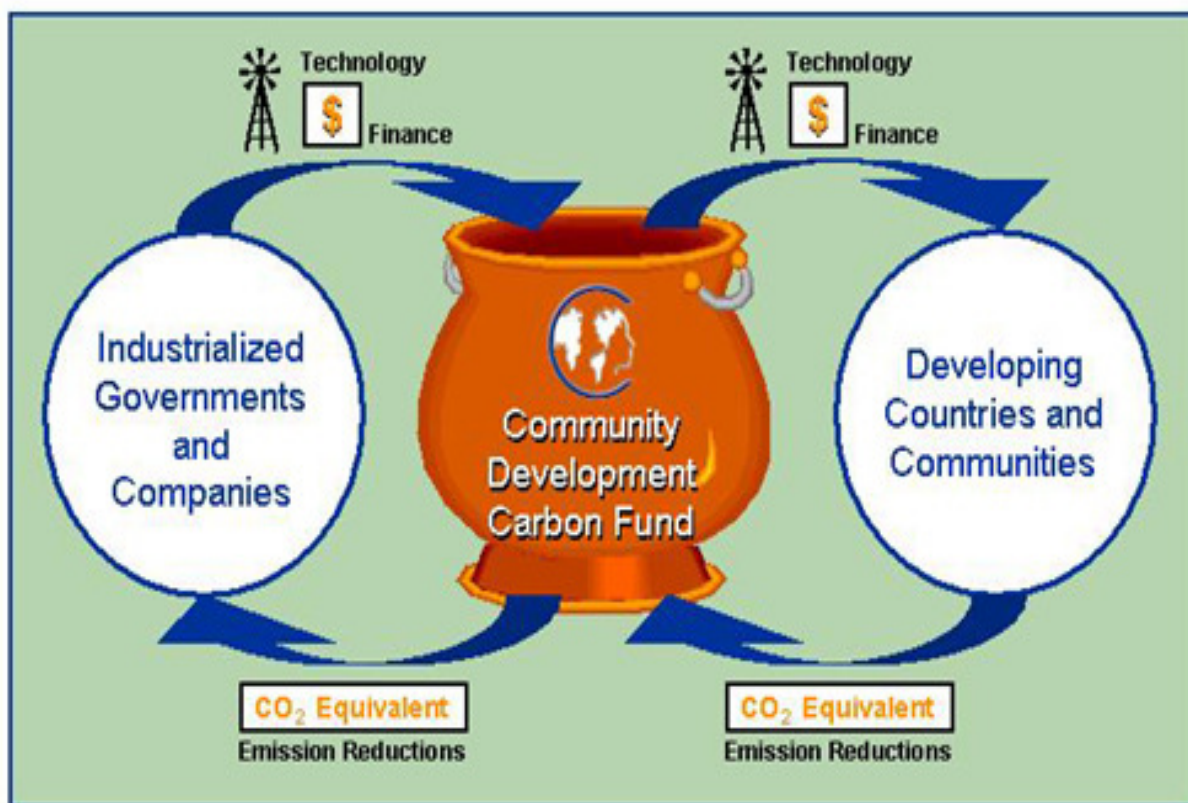 Technology
$
Finance
Technology
$
Finance
Industrialized
Governments
and
Companies
Community
Development
Carbon Fund
Developing
Countries and
Communities
CO₂ Equivalent
Emission Reductions
CO₂ Equivalent
Emission Reductions